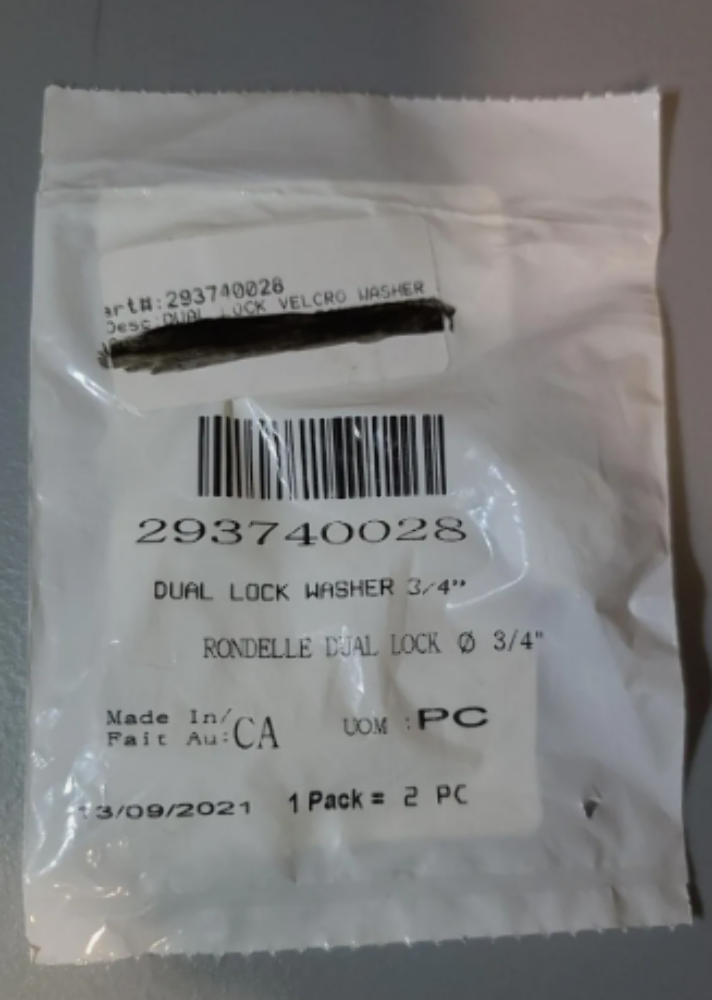 art#:293740028
Desc:DUAL LOCK VELCRO WASHER
293740028
DUAL LOCK WASHER 3/4"
RONDELLE DUAL LOCK Ø 3/4"
Made In/
Fait Au:CA
UOM :PC
13/09/2021
1 Pack = 2 PC